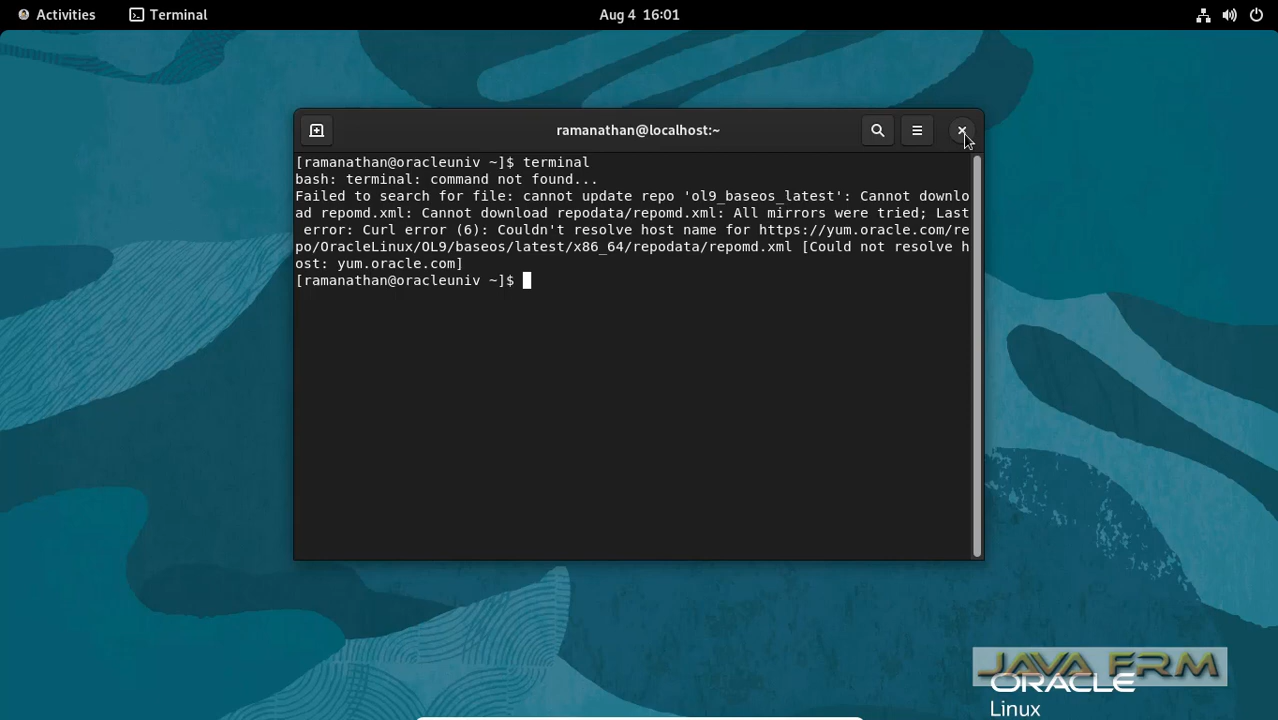 Activities
Terminal
Aug 4 16:01
ramanathan@localhost:~
[ramanathan@oracleuniv ~]$ terminal
bash: terminal: command not found...
Failed to search for file: cannot update repo 'ol9_baseos_latest': Cannot downlo
ad repomd.xml: Cannot download repodata/repomd.xml: All mirrors were tried; Last
 error: Curl error (6): Couldn't resolve host name for https://yum.oracle.com/re
po/OracleLinux/OL9/baseos/latest/x86_64/repodata/repomd.xml [Could not resolve h
ost: yum.oracle.com]
[ramanathan@oracleuniv ~]$
JAVA FRM
ORACLE
Linux